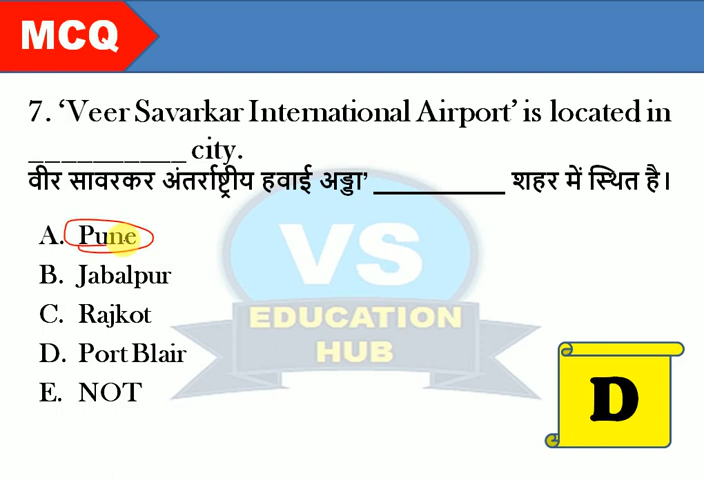 MCQ
7. ‘Veer Savarkar International Airport’ is located in
___________ city.
वीर सावरकर अंतर्राष्ट्रीय हवाई अड्डा’ __________ शहर में स्थित है।
A. Pune
B. Jabalpur
C. Rajkot
D. Port Blair
E. NOT
VS
EDUCATION
HUB
D